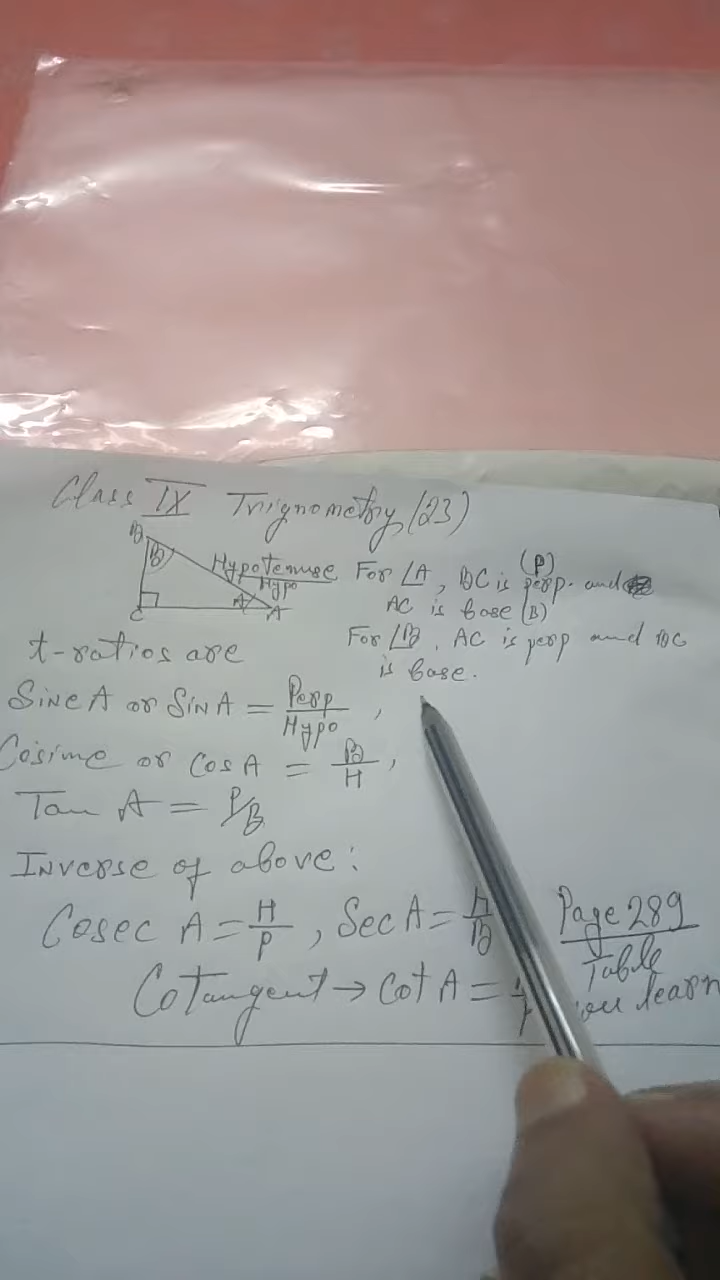 Class IX Trignometry (23)
B
B
Hypotenuse
Hypo
A
C
A
For ∠A, BC is perp. and
(P)
AC is base (B)
For ∠B, AC is perp and BC
is base.
t-ratios are
Sine A or Sin A = Perp/Hypo,
Cosine or Cos A = B/H,
Tan A = P/B
Inverse of above:
Cosec A = H/P, Sec A = H/B
Cotangent → Cot A =
Page 289
Table
learn